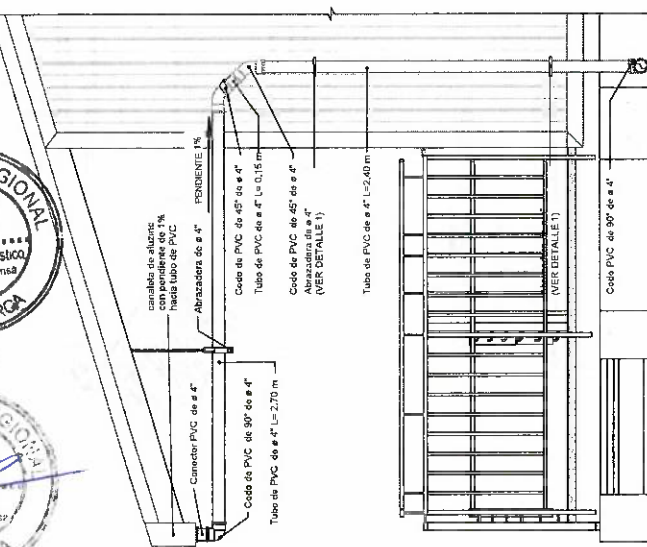 GIONAL
canaleta de aluzinc
con pendiente de 1%
hacia tubo de PVC
PENDIENTE 1%
Abrazadera de ø 4"
Conector PVC de ø 4"
Codo de PVC de 90° de ø 4"
Tubo de PVC de ø 4" L= 2,70 m
Codo de PVC de 45° de ø 4"
Tubo de PVC de ø 4" L= 0,15 m
Codo de PVC de 45° de ø 4"
Abrazadera de ø 4"
(VER DETALLE 1)
Tubo de PVC de ø 4" L=2,40 m
(VER DETALLE 1)
Codo PVC de 90° de ø 4"
GIONAL